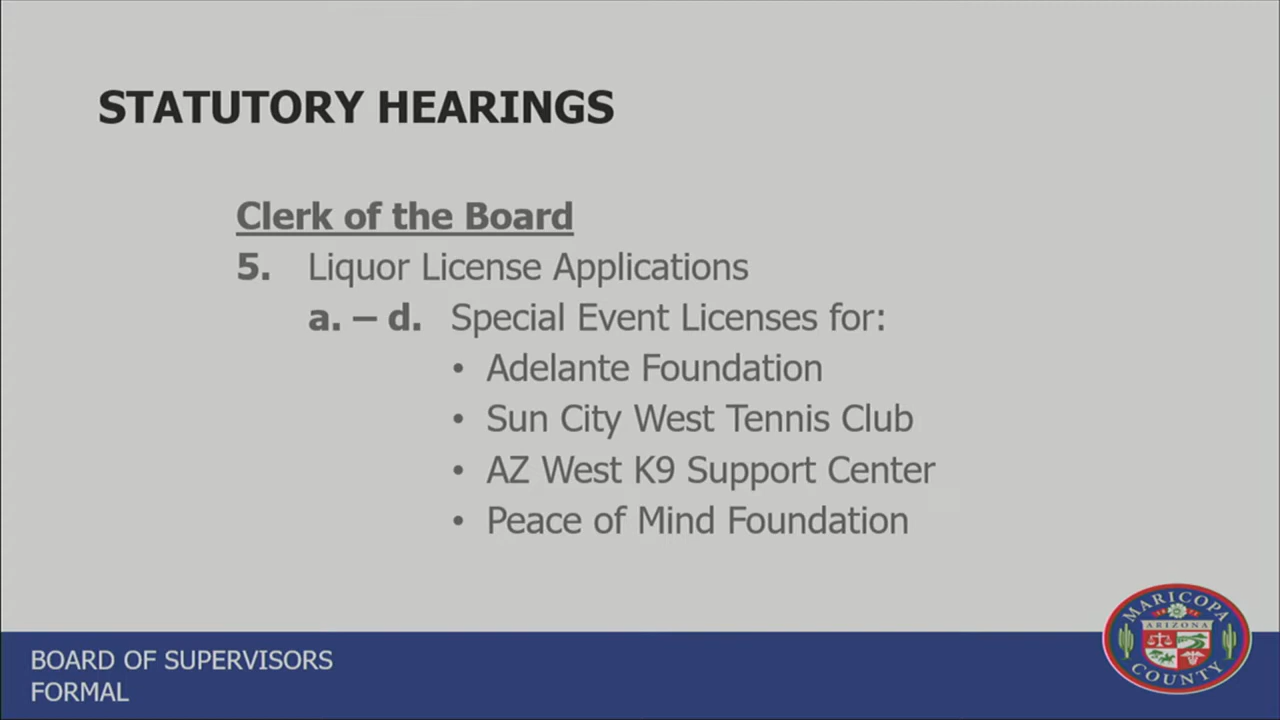 STATUTORY HEARINGS
Clerk of the Board
5. Liquor License Applications
a. – d. Special Event Licenses for:
• Adelante Foundation
• Sun City West Tennis Club
• AZ West K9 Support Center
• Peace of Mind Foundation
BOARD OF SUPERVISORS
FORMAL
MARICOPA
ARIZONA
COUNTY